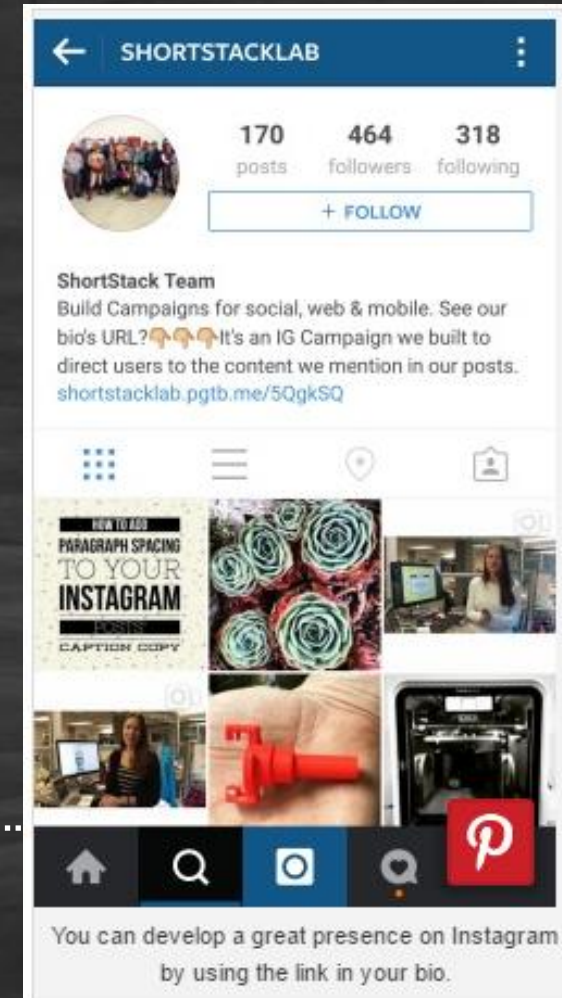 SHORTSTACKLAB
170 464 318
posts followers following
+ FOLLOW
ShortStack Team
Build Campaigns for social, web & mobile. See our
bio's URL?👇👇👇It's an IG Campaign we built to
direct users to the content we mention in our posts.
shortstacklab.pgtb.me/5QgkSQ
HOW TO ADD
PARAGRAPH SPACING
TO YOUR
INSTAGRAM
POSTS
CAPTION COPY
..
You can develop a great presence on Instagram
by using the link in your bio.